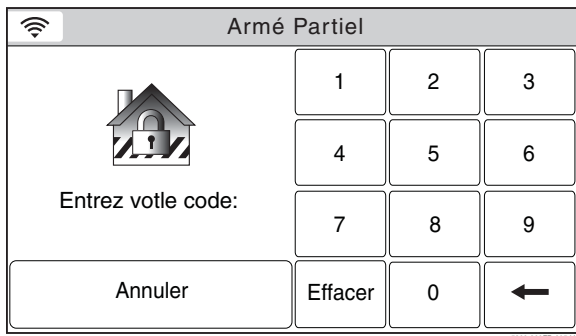 Armé Partiel
1 2 3
4 5 6
Entrez votle code:
7 8 9
Annuler
Effacer 0